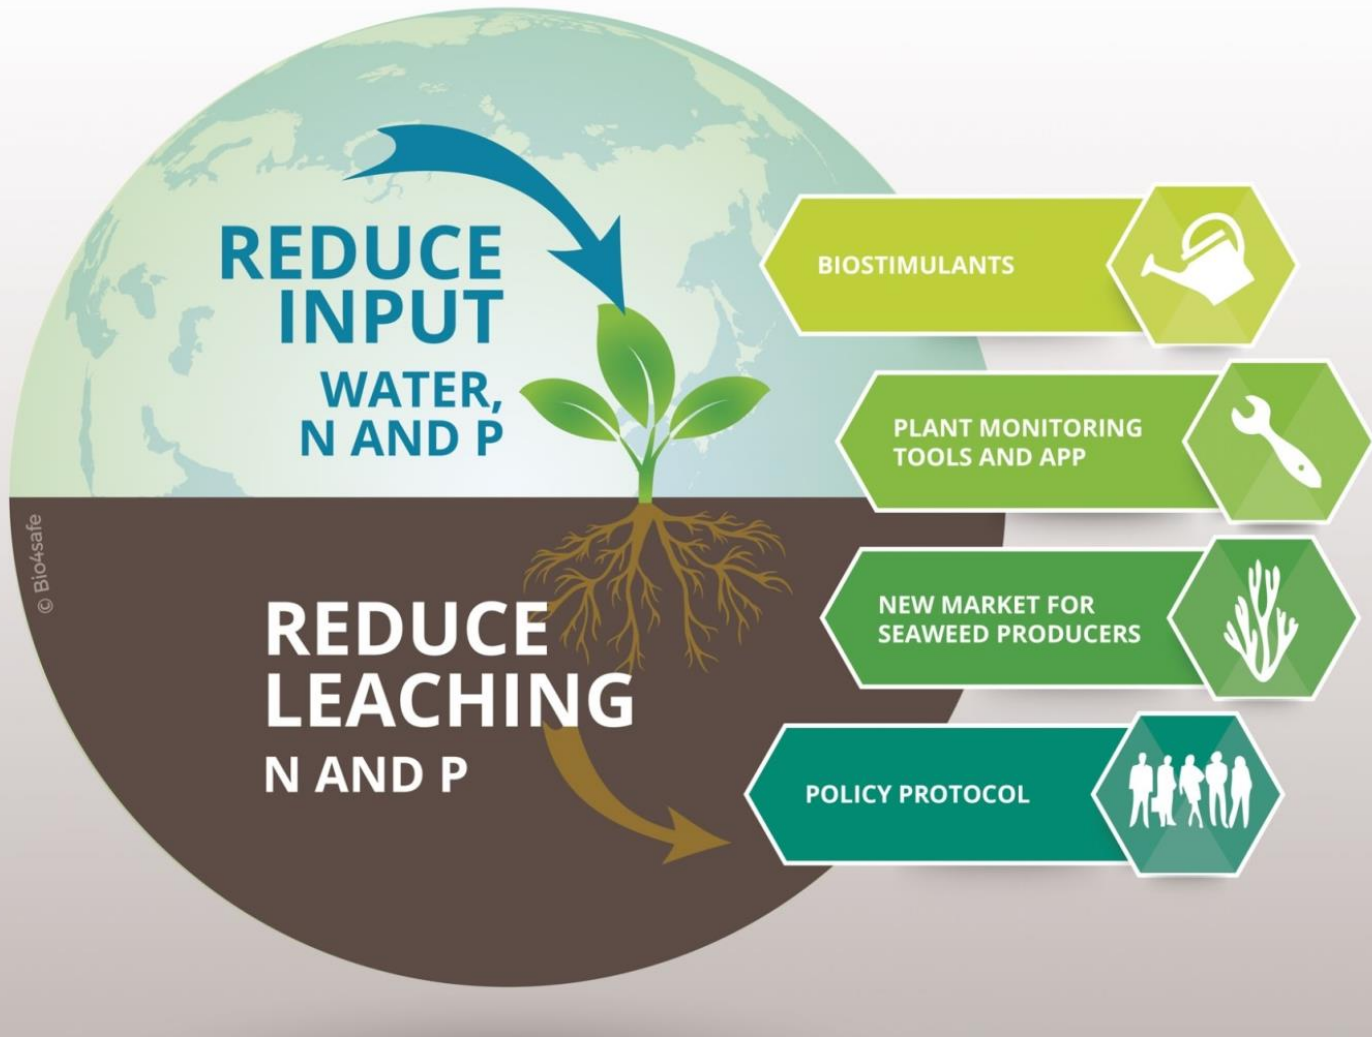 REDUCE
INPUT
WATER,
N AND P
REDUCE
LEACHING
N AND P
BIOSTIMULANTS
PLANT MONITORING
TOOLS AND APP
NEW MARKET FOR
SEAWEED PRODUCERS
POLICY PROTOCOL
© Bio4safe